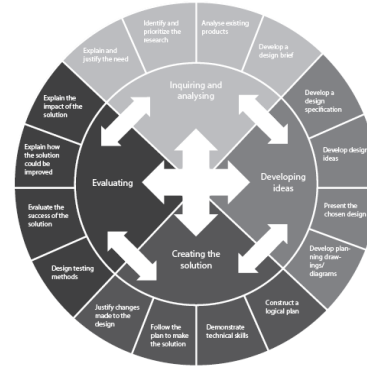 Identify and
prioritize the
research
Analyse existing
products
Explain and
justify the need
Develop a
design brief
Inquiring and
analysing
Explain the
impact of the
solution
Develop a
design
specification
Explain how
the solution
could be
improved
Develop design
ideas
Evaluating
Developing
ideas
Evaluate the
success of the
solution
Present the
chosen design
Creating the
solution
Design testing
methods
Develop plan-
ning draw-
ings/
diagrams
Justify changes
made to the
design
Follow the
plan to make
the solution
Demonstrate
technical skills
Construct a
logical plan